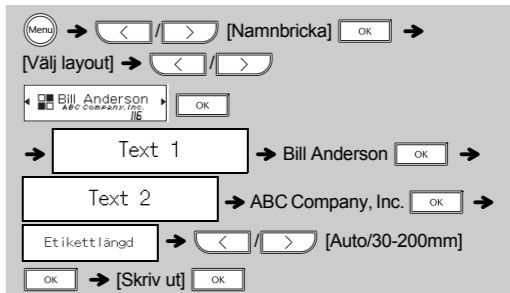 Menu / [Namnbricka] OK
[Välj layout] /
Bill Anderson OK
ABC Company, Inc.
116
Text 1 Bill Anderson OK
Text 2 ABC Company, Inc. OK
Etikettlängd / [Auto/30-200mm]
OK [Skriv ut] OK